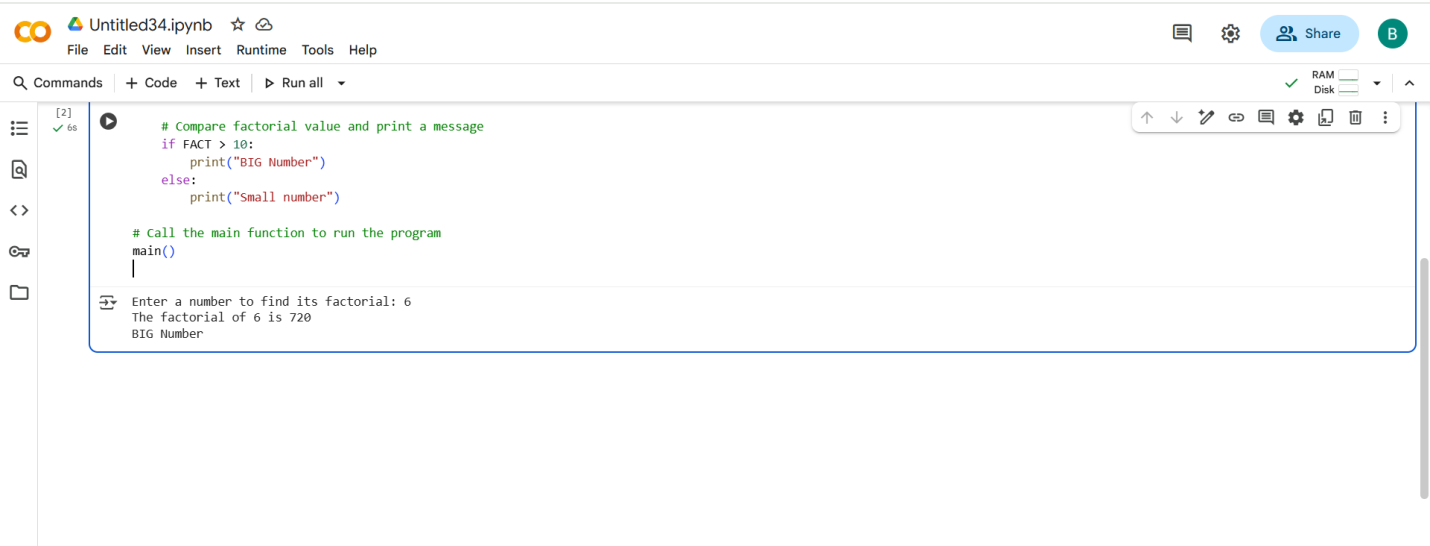 Untitled34.ipynb
File Edit View Insert Runtime Tools Help
Share
B
Commands + Code + Text Run all
RAM
Disk
[2]
6s
# Compare factorial value and print a message
if FACT > 10:
print("BIG Number")
else:
print("Small number")
# Call the main function to run the program
main()
Enter a number to find its factorial: 6
The factorial of 6 is 720
BIG Number